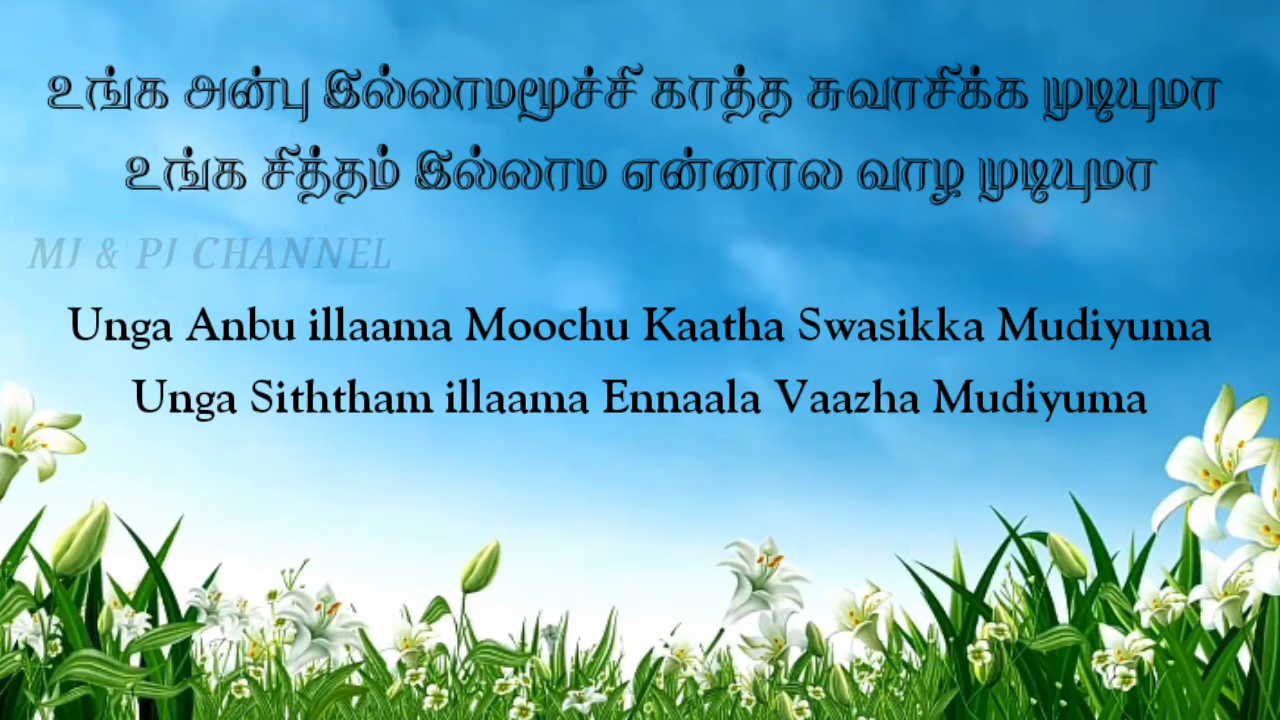 உங்க அன்பு இல்லாமமூச்சி காத்த சுவாசிக்க முடியுமா
உங்க சித்தம் இல்லாம என்னால வாழ முடியுமா
MJ & PJ CHANNEL
Unga Anbu illaama Moochu Kaatha Swasikka Mudiyuma
Unga Siththam illaama Ennaala Vaazha Mudiyuma